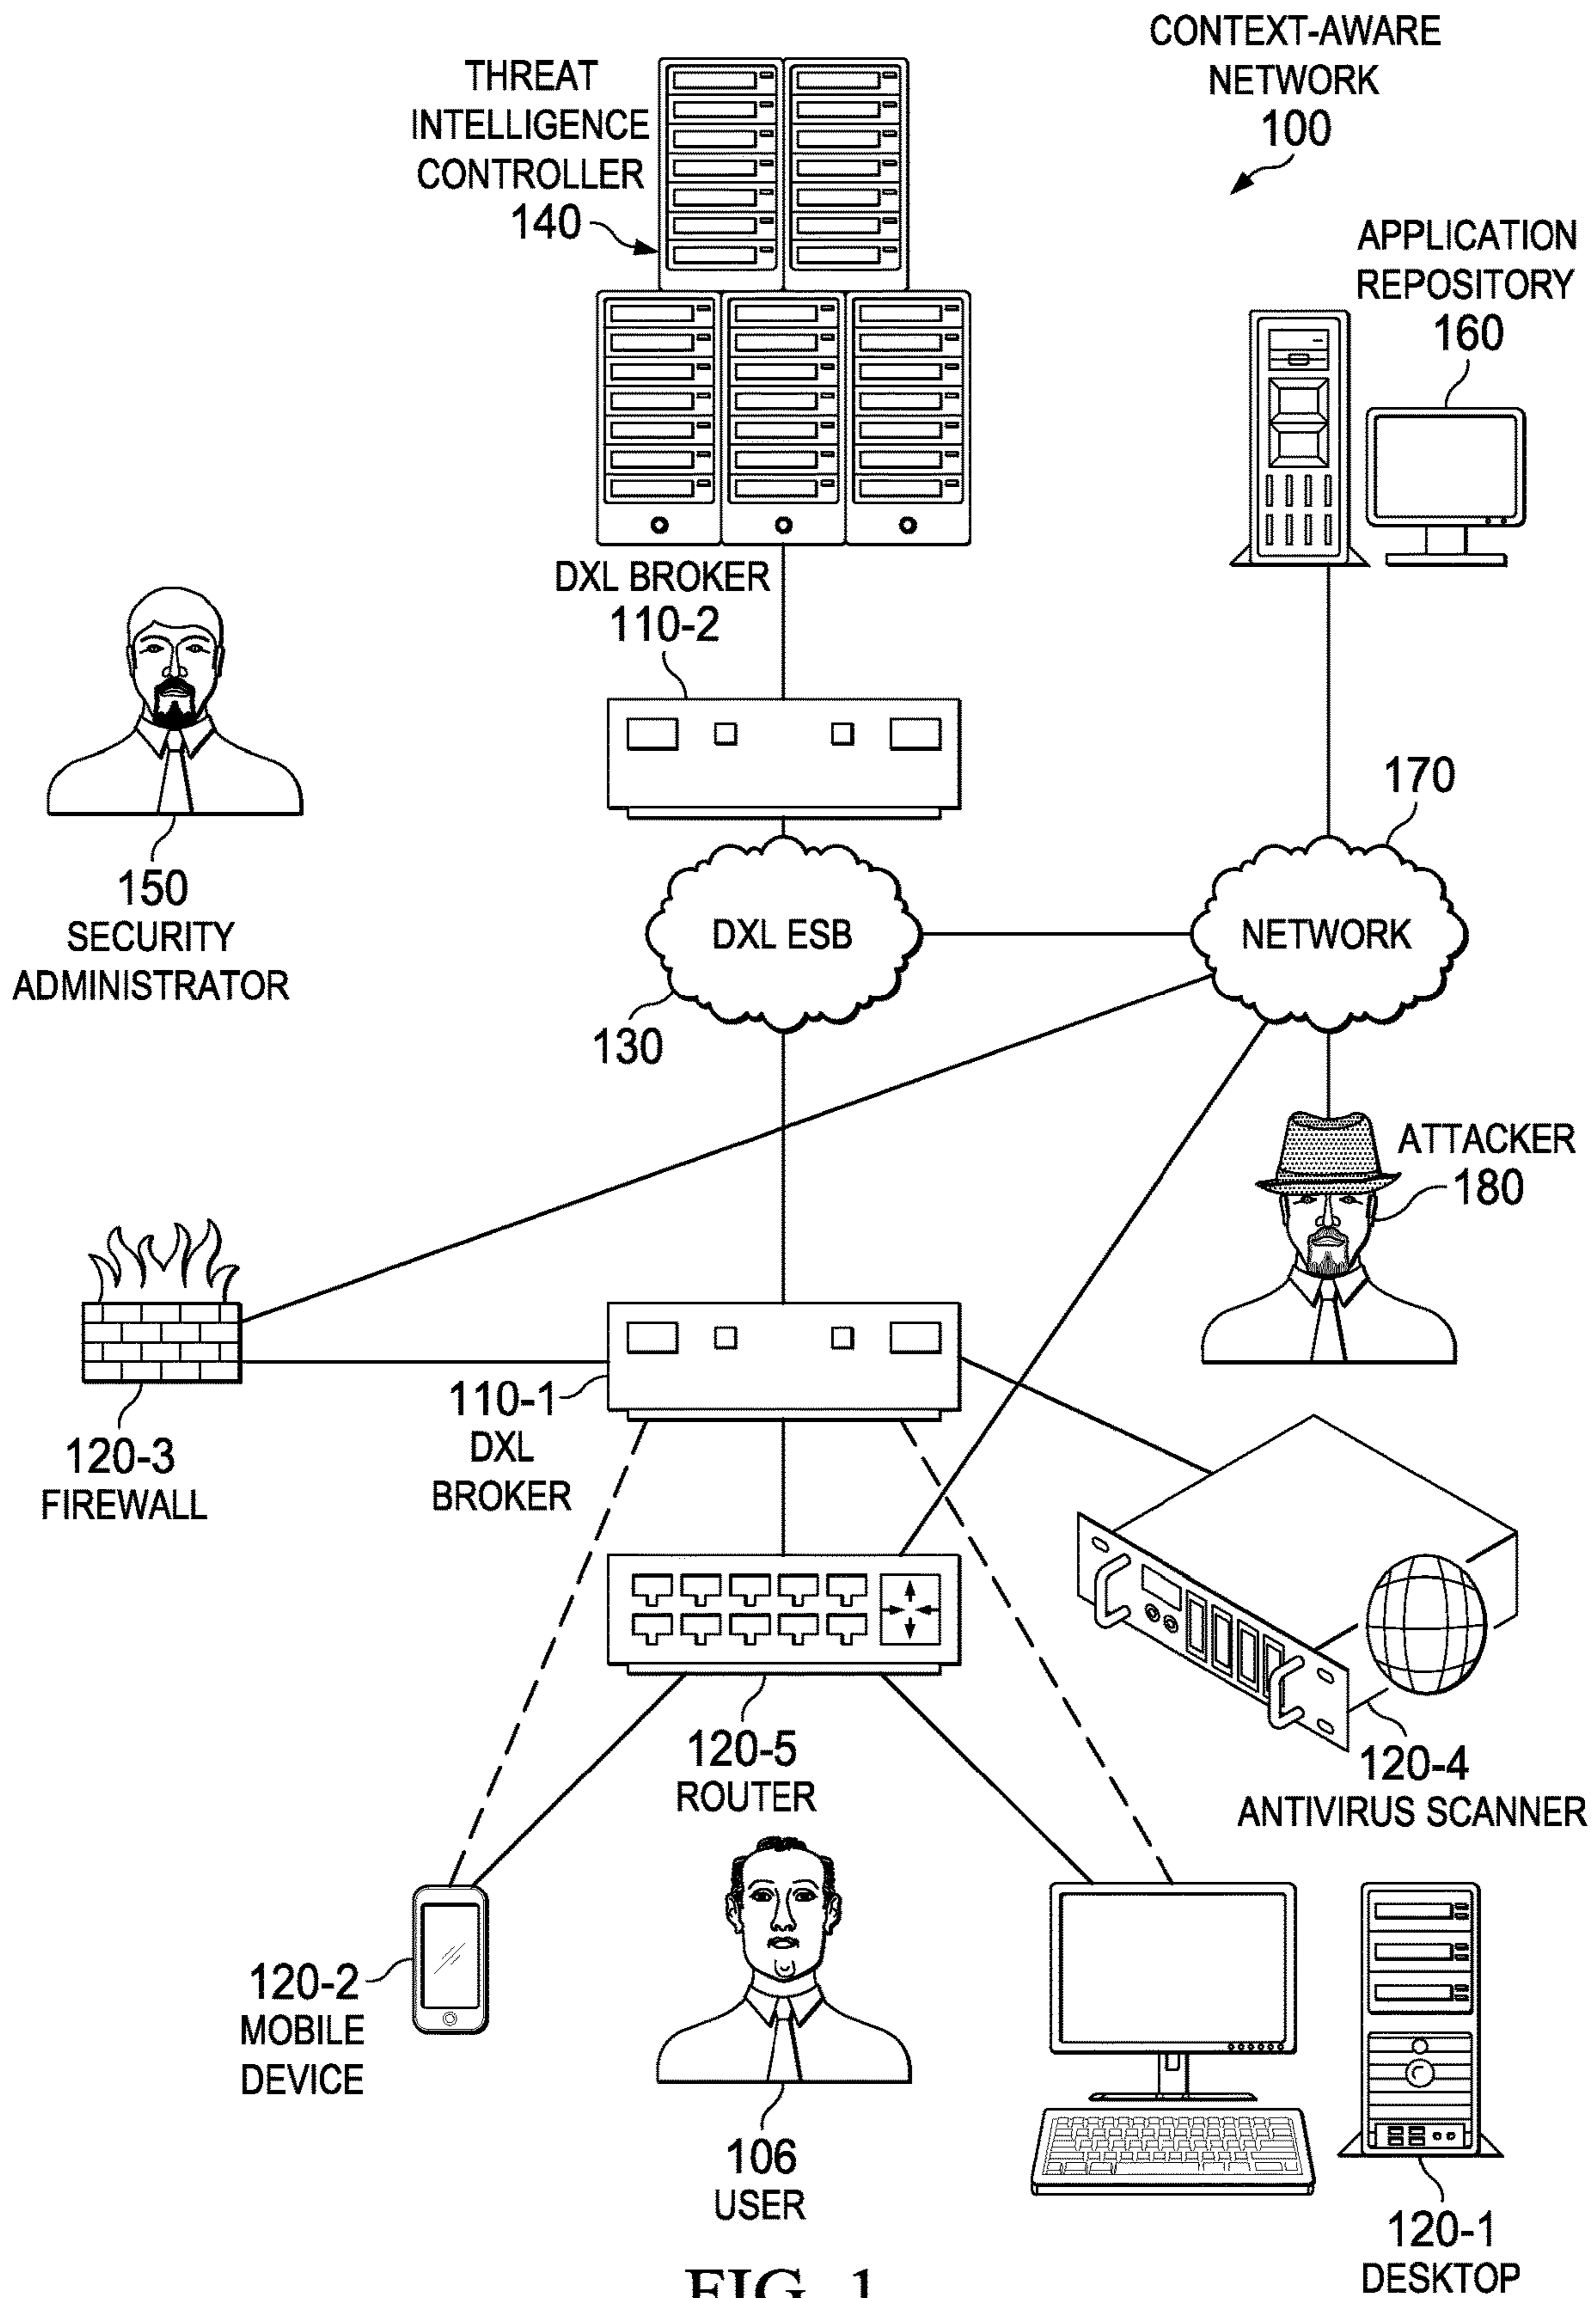 CONTEXT-AWARE
NETWORK
100
THREAT
INTELLIGENCE
CONTROLLER
140
APPLICATION
REPOSITORY
160
DXL BROKER
110-2
150
SECURITY
ADMINISTRATOR
170
DXL ESB
NETWORK
130
ATTACKER
180
120-3
FIREWALL
110-1
DXL
BROKER
120-5
ROUTER
120-4
ANTIVIRUS SCANNER
120-2
MOBILE
DEVICE
106
USER
120-1
DESKTOP
FIG. 1